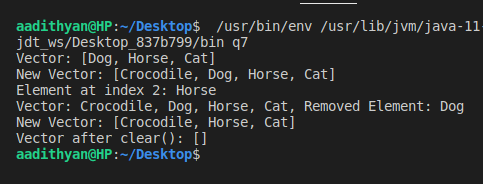 aadithyan@HP:~/Desktop$ /usr/bin/env /usr/lib/jvm/java-11-
jdt_ws/Desktop_837b799/bin q7
Vector: [Dog, Horse, Cat]
New Vector: [Crocodile, Dog, Horse, Cat]
Element at index 2: Horse
Vector: Crocodile, Dog, Horse, Cat, Removed Element: Dog
New Vector: [Crocodile, Horse, Cat]
Vector after clear(): []
aadithyan@HP:~/Desktop$